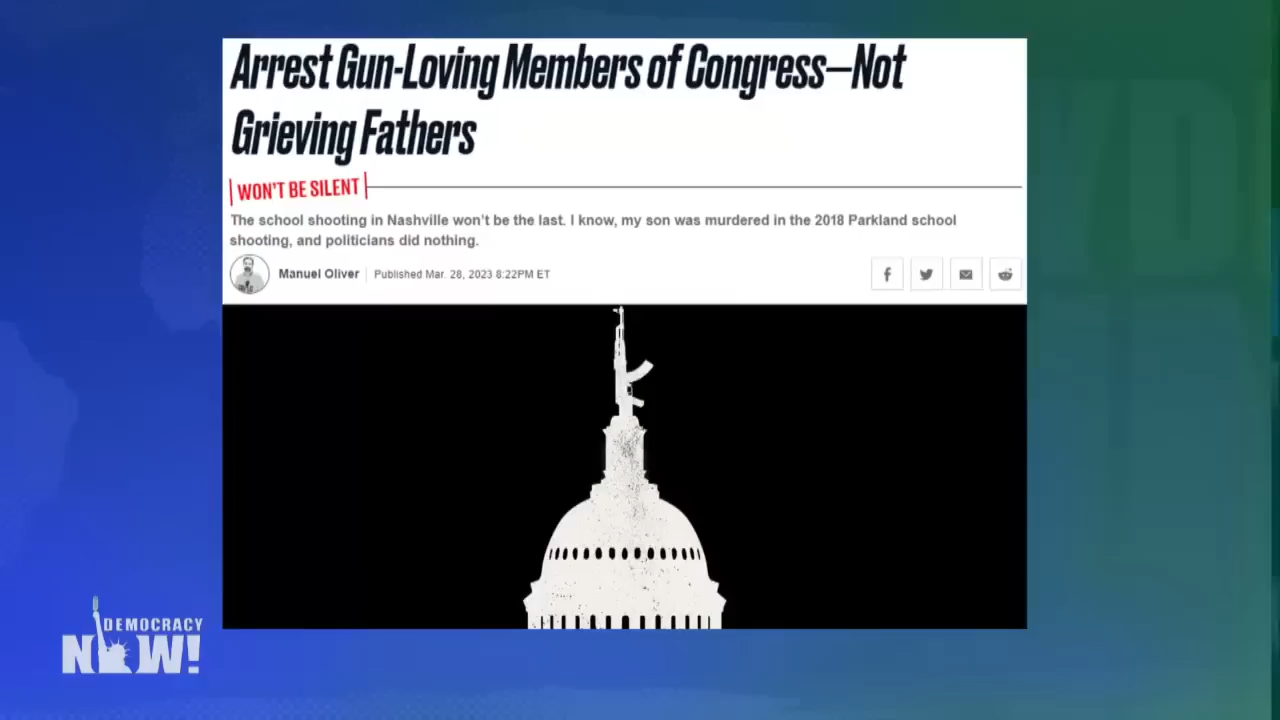 Arrest Gun-Loving Members of Congress—Not
Grieving Fathers
WON'T BE SILENT
The school shooting in Nashville won't be the last. I know, my son was murdered in the 2018 Parkland school
shooting, and politicians did nothing.
Manuel Oliver Published Mar. 28, 2023 8:22PM ET
DEMOCRACY
NOW!